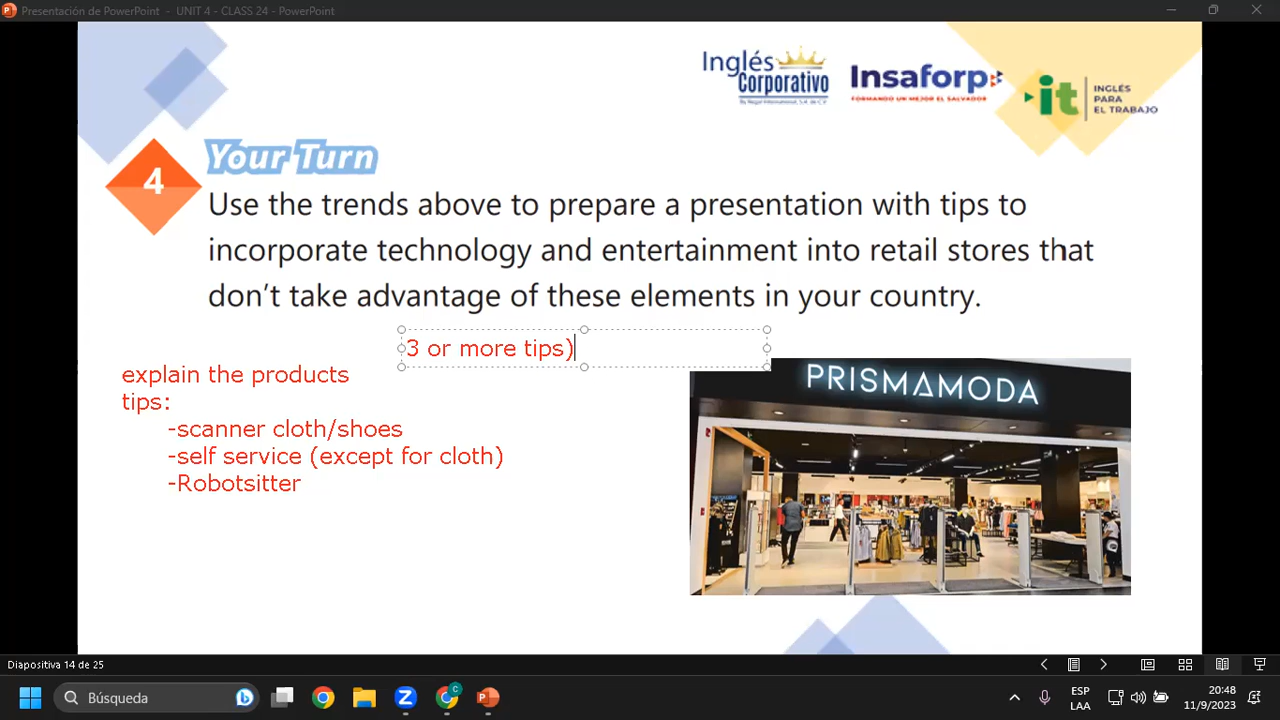 Presentación de PowerPoint - UNIT 4 - CLASS 24 - PowerPoint
Inglés
Corporativo
Insaforp
FORMANDO UN MEJOR EL SALVADOR
it
INGLÉS
PARA
EL TRABAJO
4
Your Turn
Use the trends above to prepare a presentation with tips to
incorporate technology and entertainment into retail stores that
don't take advantage of these elements in your country.
3 or more tips)
explain the products
tips:
-scanner cloth/shoes
-self service (except for cloth)
-Robotsitter
PRISMAMODA
Diapositiva 14 de 25
Búsqueda
ESP
LAA
20:48
11/9/2023